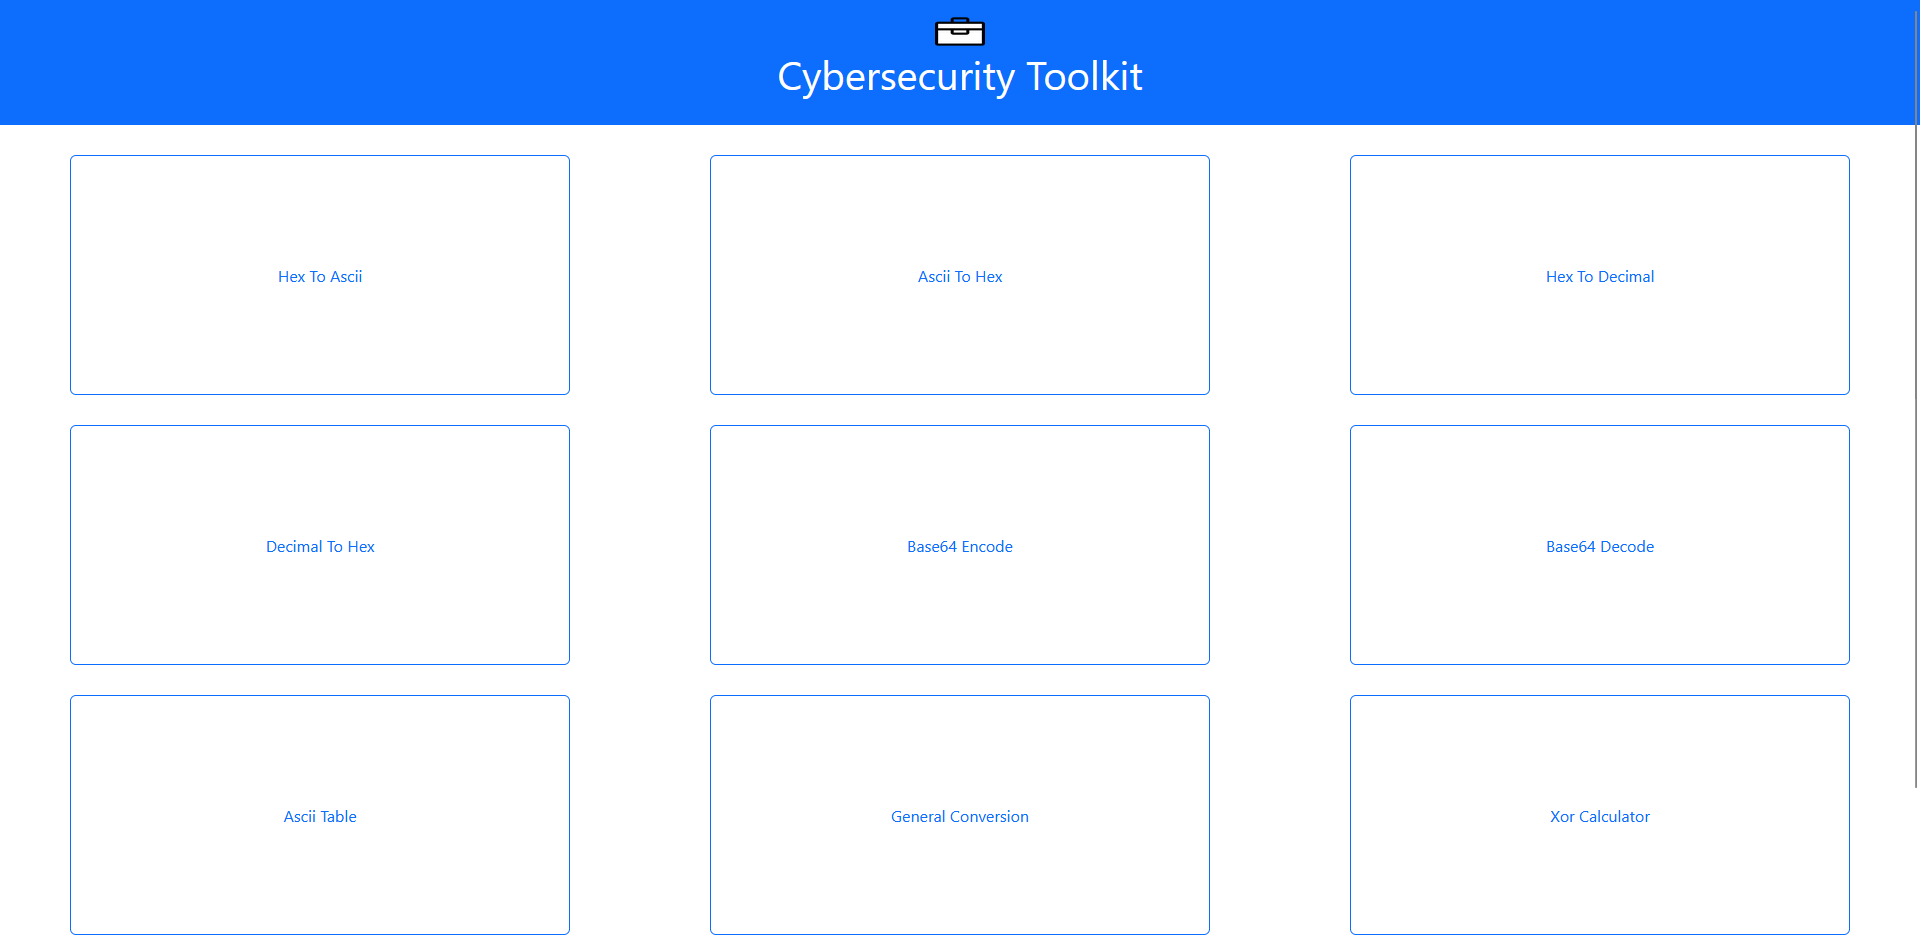 Cybersecurity Toolkit
Hex To Ascii
Ascii To Hex
Hex To Decimal
Decimal To Hex
Base64 Encode
Base64 Decode
Ascii Table
General Conversion
Xor Calculator